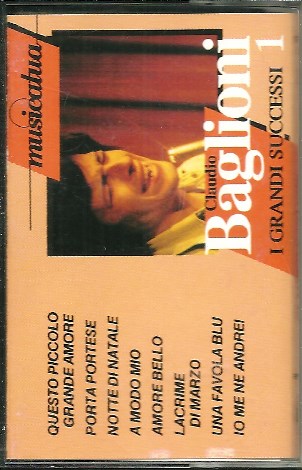 musicatua
Claudio
Baglioni
I GRANDI SUCCESSI 1
QUESTO PICCOLO
GRANDE AMORE
PORTA PORTESE
NOTTE DI NATALE
A MODO MIO
AMORE BELLO
LACRIME
DI MARZO
UNA FAVOLA BLU
IO ME NE ANDREI